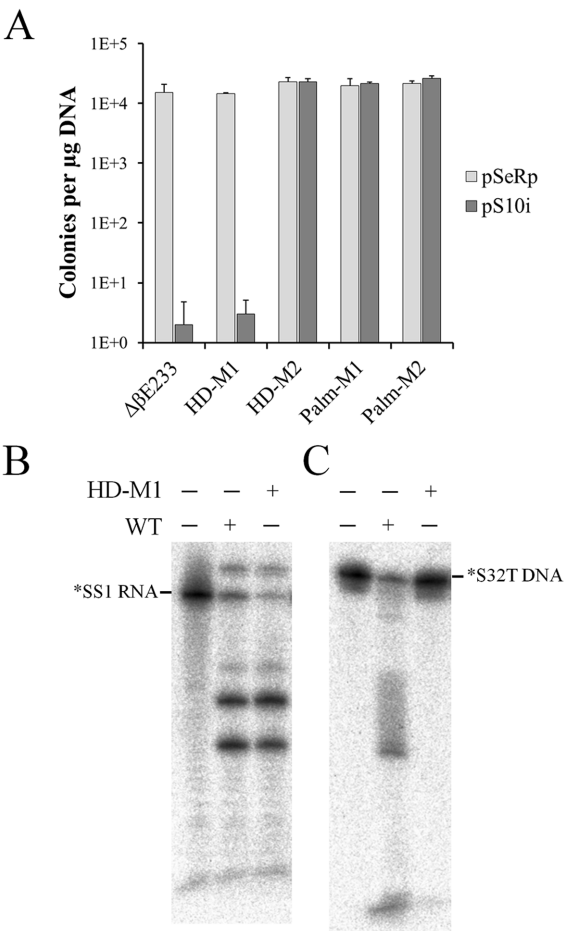 A
Colonies per µg DNA
1E+5
1E+4
1E+3
1E+2
1E+1
1E+0
ΔβE233
HD-M1
HD-M2
Palm-M1
Palm-M2
pSeRp
pS10i
B
HD-M1 – – +
WT – + –
*SS1 RNA
C
– – +
– + –
*S32T DNA